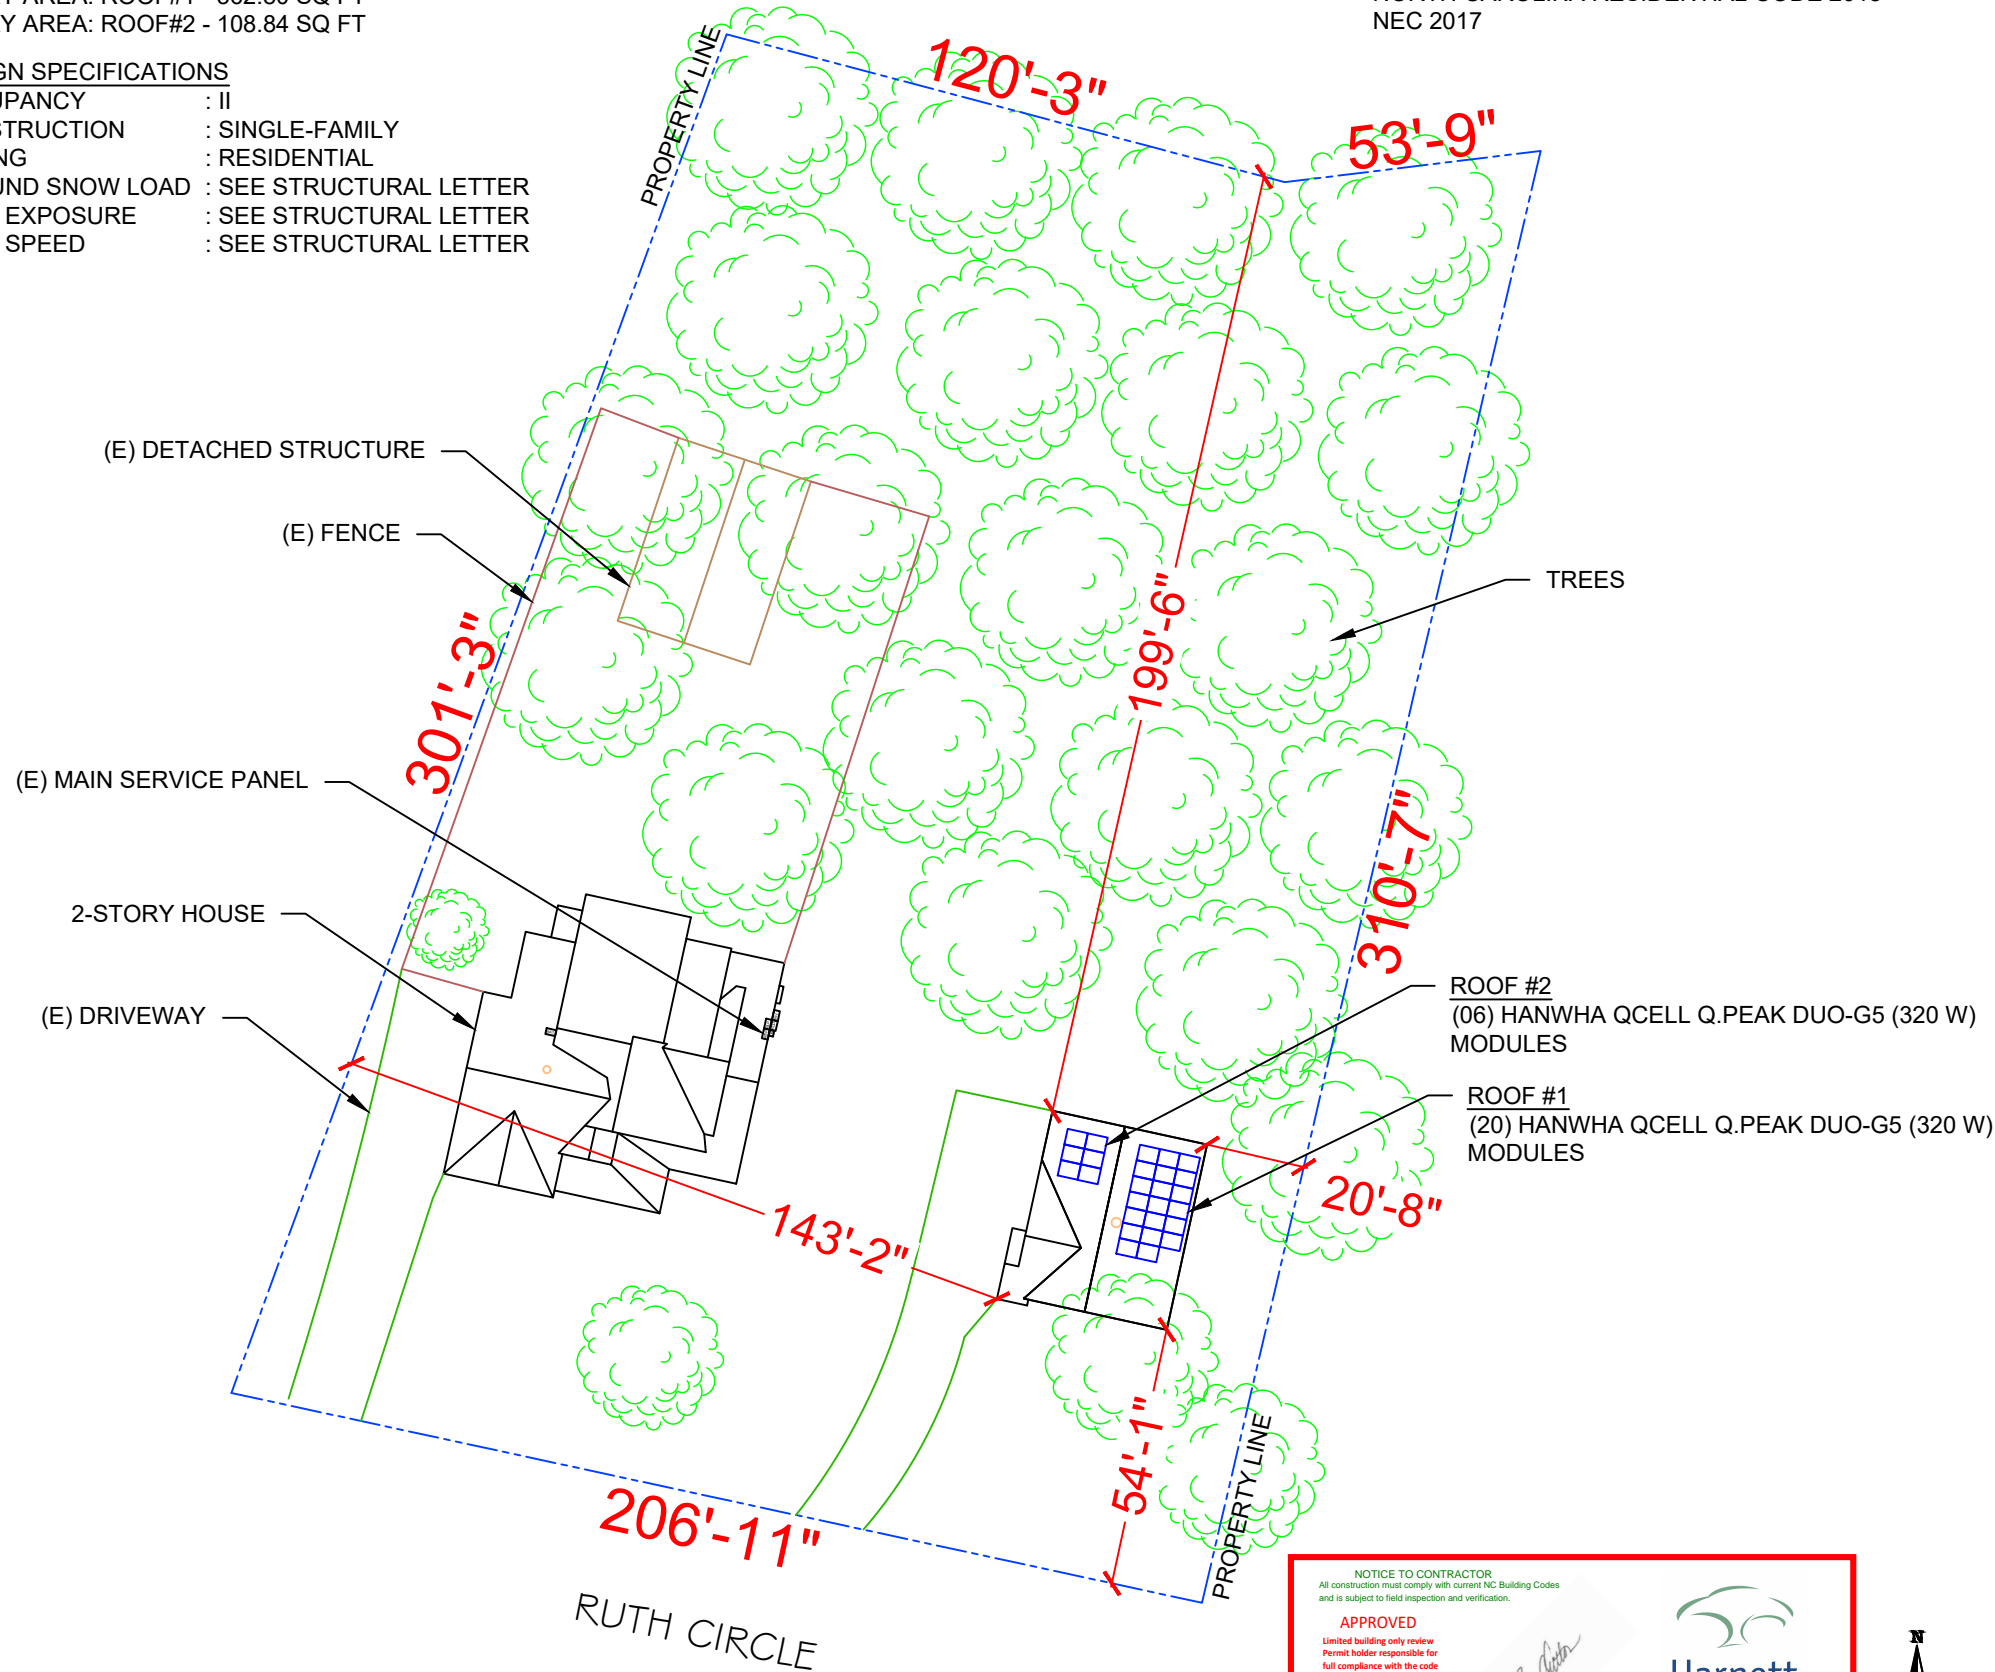 Y AREA: ROOF#2 - 108.84 SQ FT
GN SPECIFICATIONS
UPANCY : II
STRUCTION : SINGLE-FAMILY
NG : RESIDENTIAL
UND SNOW LOAD : SEE STRUCTURAL LETTER
EXPOSURE : SEE STRUCTURAL LETTER
SPEED : SEE STRUCTURAL LETTER
NEC 2017
PROPERTY LINE
120'-3"
53'-9"
(E) DETACHED STRUCTURE
(E) FENCE
TREES
199'-6"
301'-3"
(E) MAIN SERVICE PANEL
310'-7"
2-STORY HOUSE
(E) DRIVEWAY
ROOF #2
(06) HANWHA QCELL Q.PEAK DUO-G5 (320 W)
MODULES
ROOF #1
(20) HANWHA QCELL Q.PEAK DUO-G5 (320 W)
MODULES
143'-2"
20'-8"
54'-1"
206'-11"
PROPERTY LINE
RUTH CIRCLE
NOTICE TO CONTRACTOR
All construction must comply with current NC Building Codes
and is subject to field inspection and verification.
APPROVED
Limited building only review
Permit holder responsible for
full compliance with the code
Harnett
N